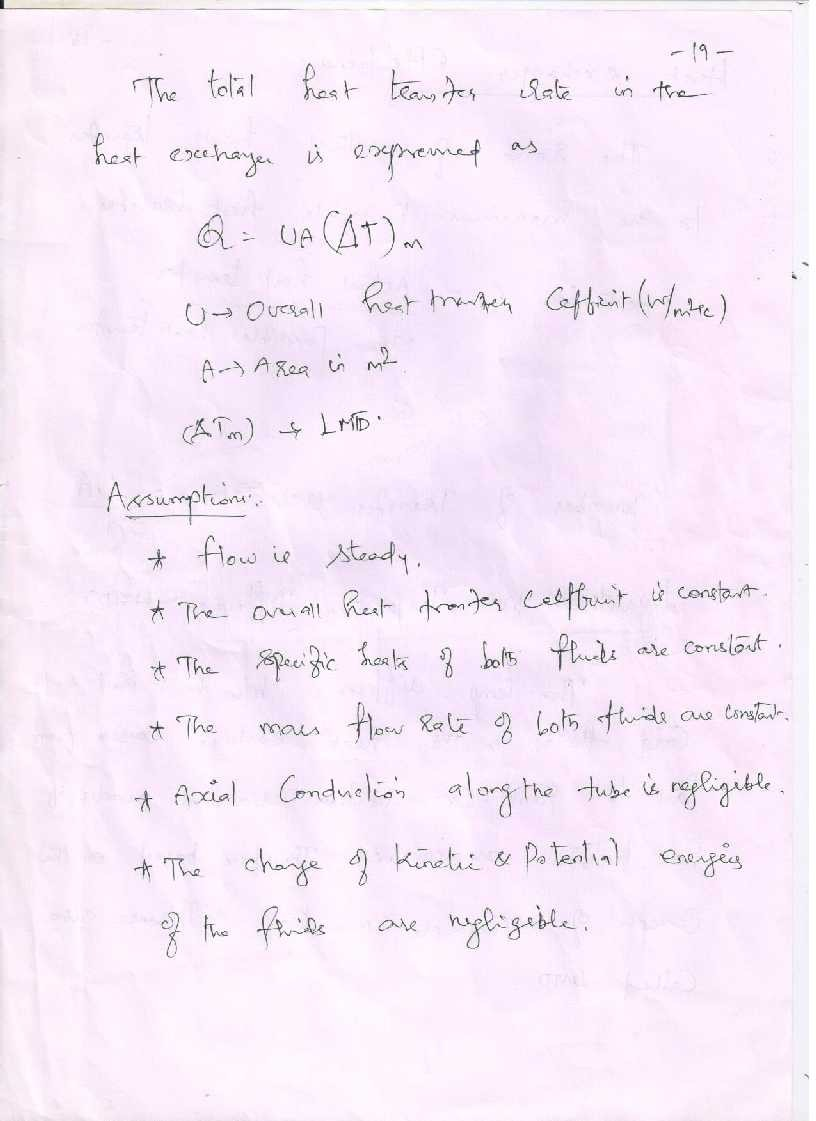 -19-
The total heat transfer rate in the
heat exchanger is expressed as
Q = UA(ΔT)m
U → Overall heat transfer Coefficient (W/m²°C)
A → Area in m².
(ΔTm) → LMTD.
Assumption:.
* flow is steady.
* The overall heat transfer coefficient is constant.
* The specific heats of both fluids are constant.
* The mass flow rate of both fluids are constant.
* Axial Conduction along the tube is negligible.
* The change of Kinetic & Potential energies
of the fluids are negligible.